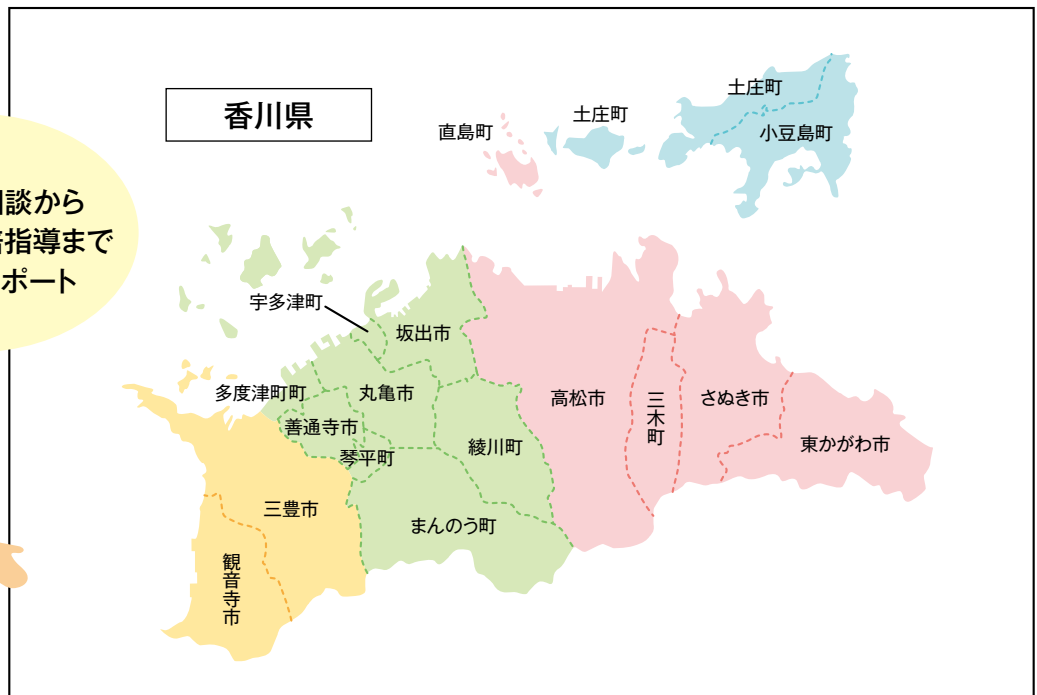 香川県
土庄町
土庄町
直島町
小豆島町
談から
指導まで
ポート
宇多津町
坂出市
多度津町町
丸亀市
高松市
三木町
さぬき市
善通寺市
綾川町
東かがわ市
琴平町
三豊市
まんのう町
観音寺市